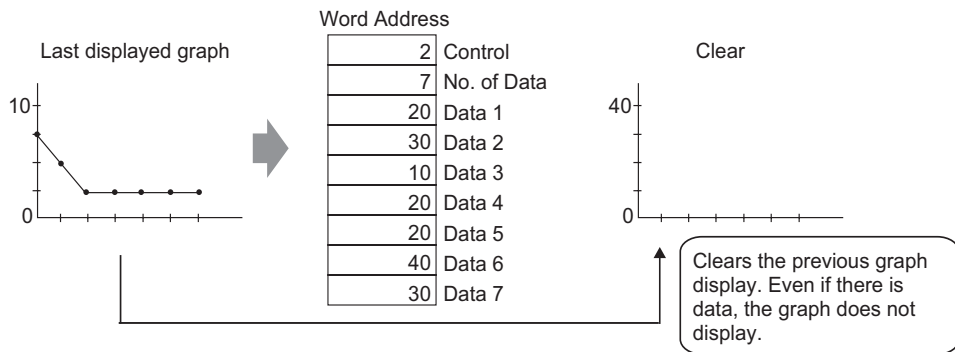 Word Address
Last displayed graph
10
0
2 Control
7 No. of Data
20 Data 1
30 Data 2
10 Data 3
20 Data 4
20 Data 5
40 Data 6
30 Data 7
Clear
40
0
Clears the previous graph
display. Even if there is
data, the graph does not
display.